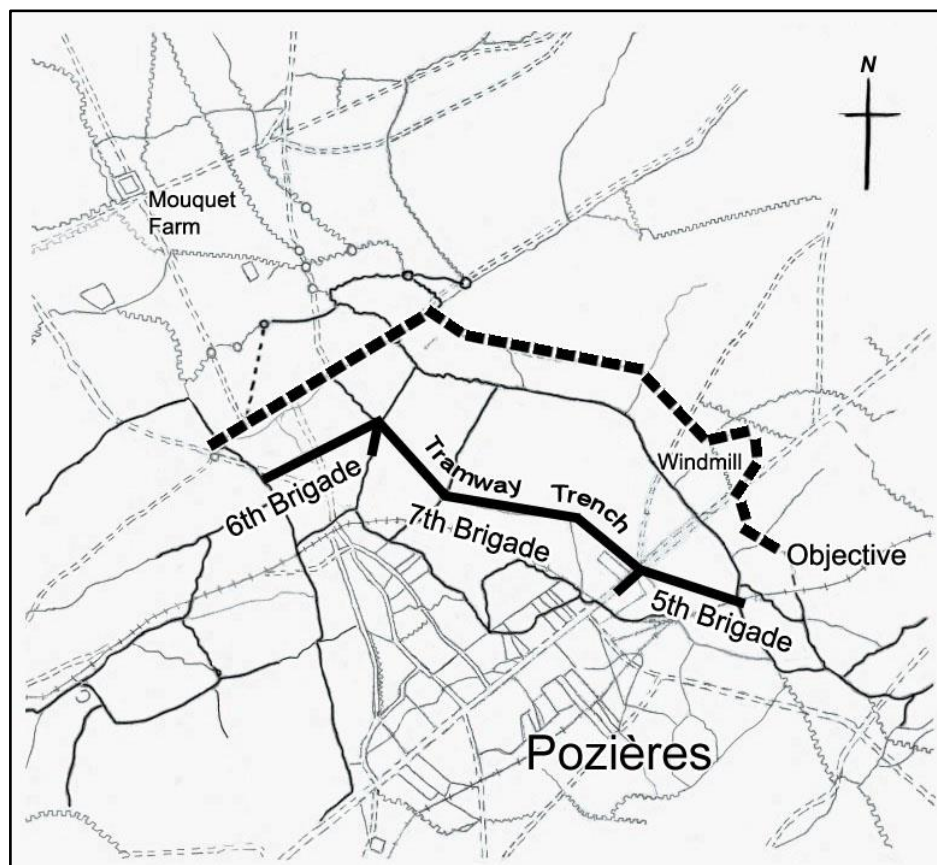 N
Mouquet
Farm
Windmill
Tramway Trench
6th Brigade
7th Brigade
Objective
5th Brigade
Pozières